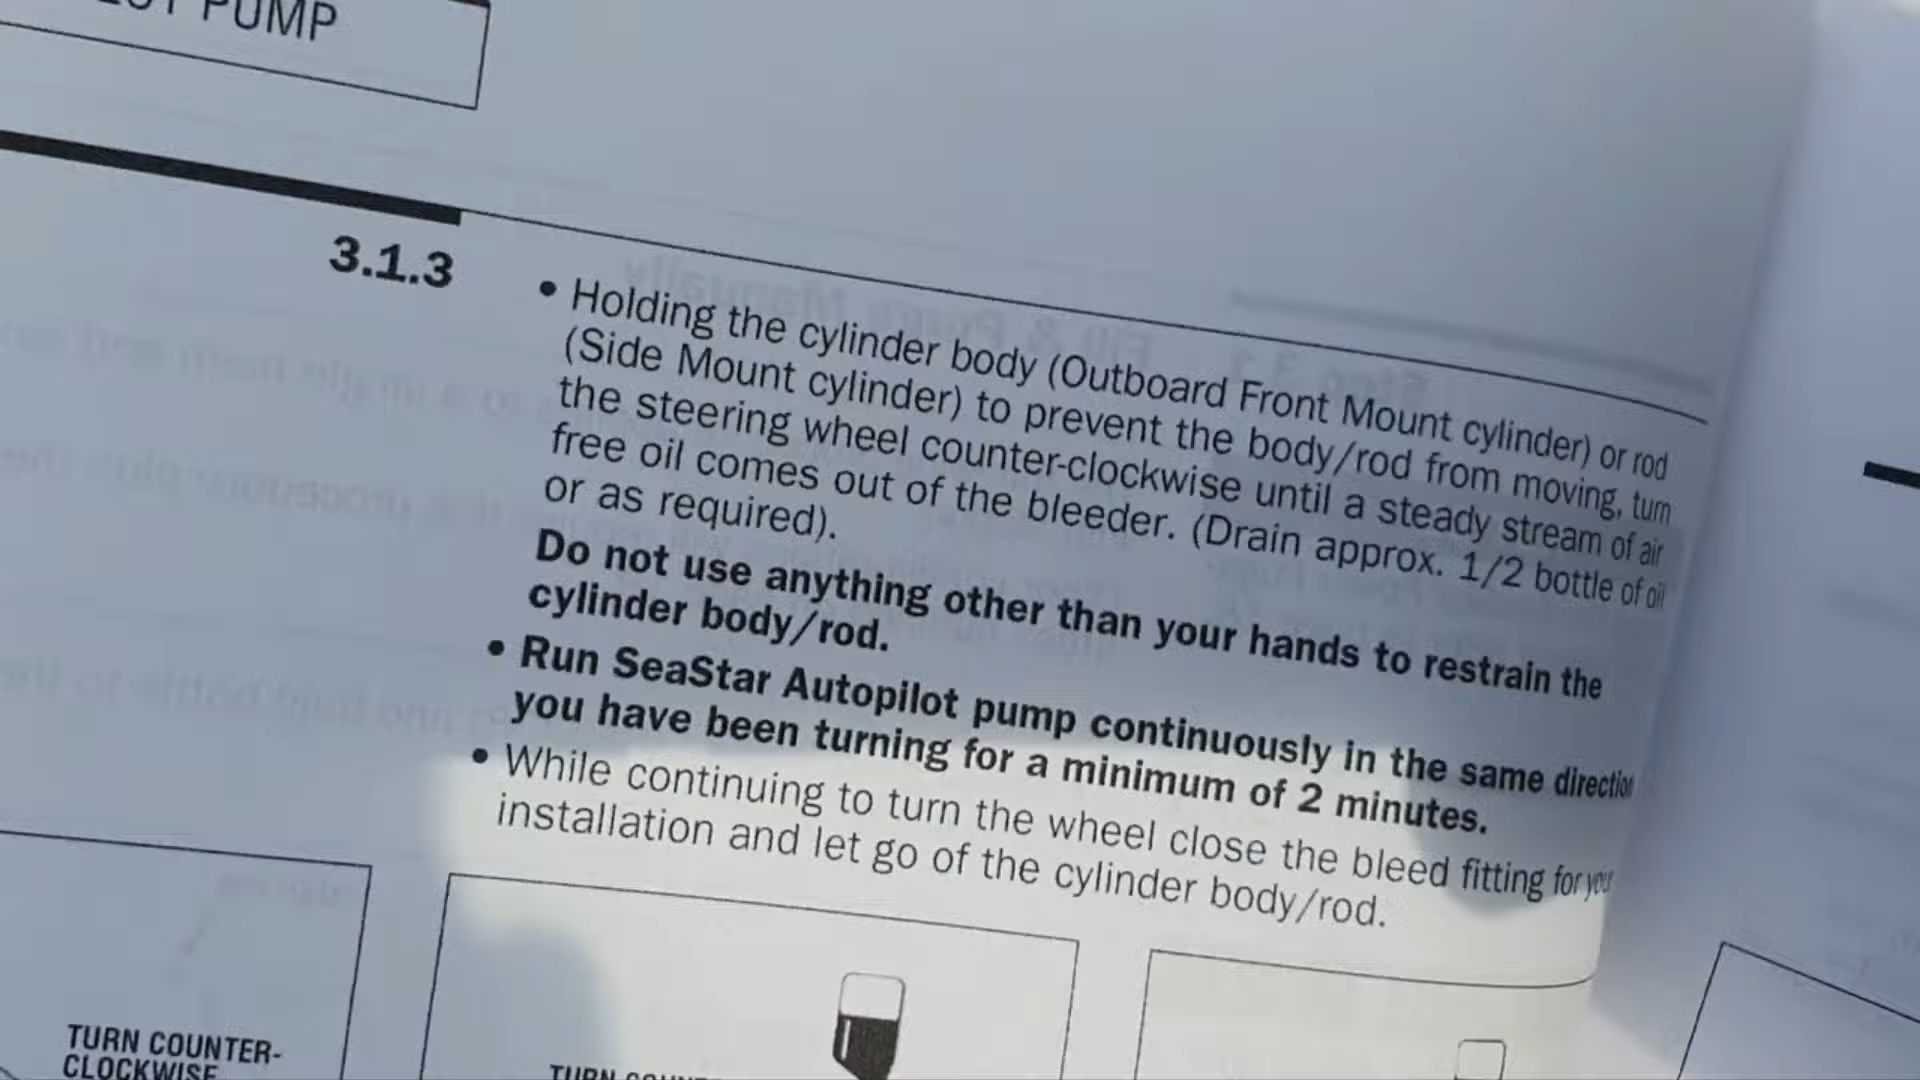 PUMP
3.1.3
• Holding the cylinder body (Outboard Front Mount cylinder) or rod
(Side Mount cylinder) to prevent the body/rod from moving, turn
the steering wheel counter-clockwise until a steady stream of air
free oil comes out of the bleeder. (Drain approx. 1/2 bottle of oil
or as required).
Do not use anything other than your hands to restrain the
cylinder body/rod.
• Run SeaStar Autopilot pump continuously in the same direction
you have been turning for a minimum of 2 minutes.
• While continuing to turn the wheel close the bleed fitting for your
installation and let go of the cylinder body/rod.
TURN COUNTER-
CLOCKWISE
TURN